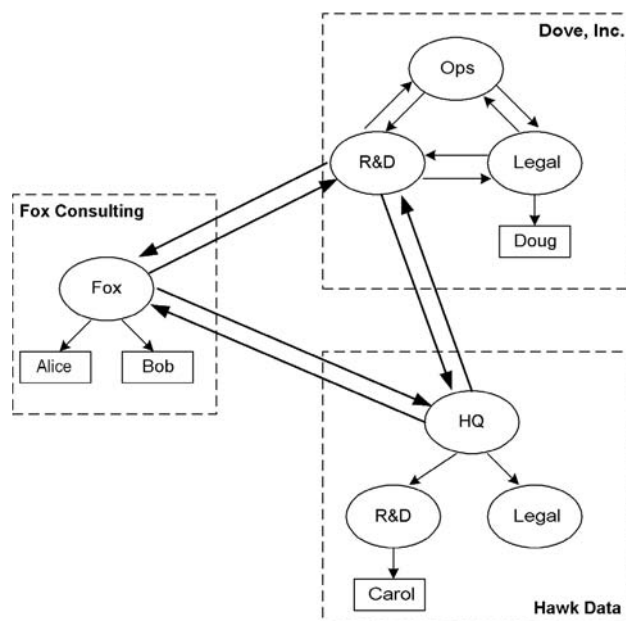 Dove, Inc.
Ops
R&D
Legal
Doug
Fox Consulting
Fox
Alice
Bob
HQ
R&D
Legal
Carol
Hawk Data